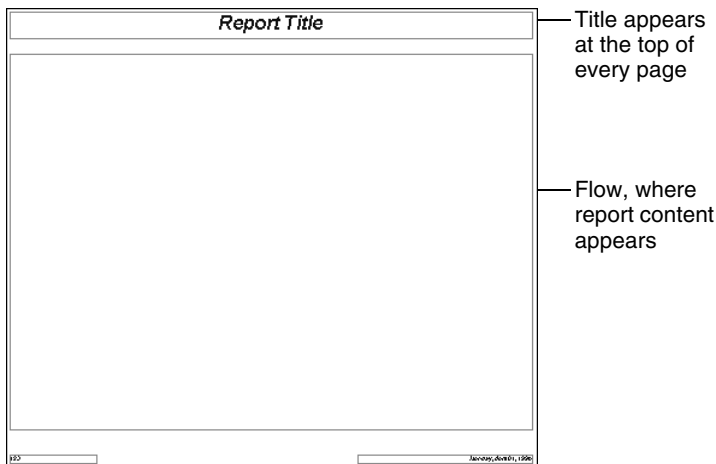 Report Title
Title appears
at the top of
every page
Flow, where
report content
appears